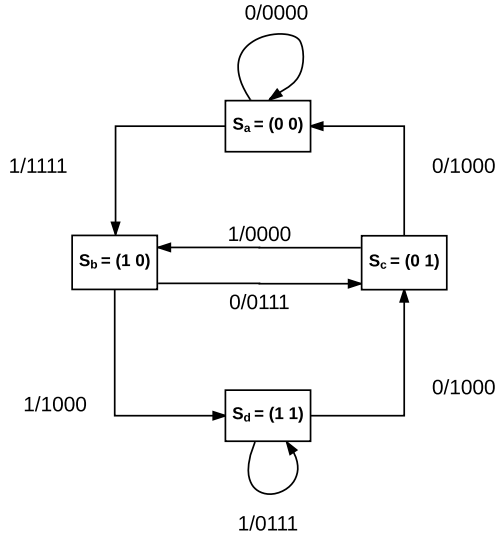 0/0000
Sa = (0 0)
1/1111
0/1000
1/0000
Sb = (1 0)
Sc = (0 1)
0/0111
1/1000
0/1000
Sd = (1 1)
1/0111